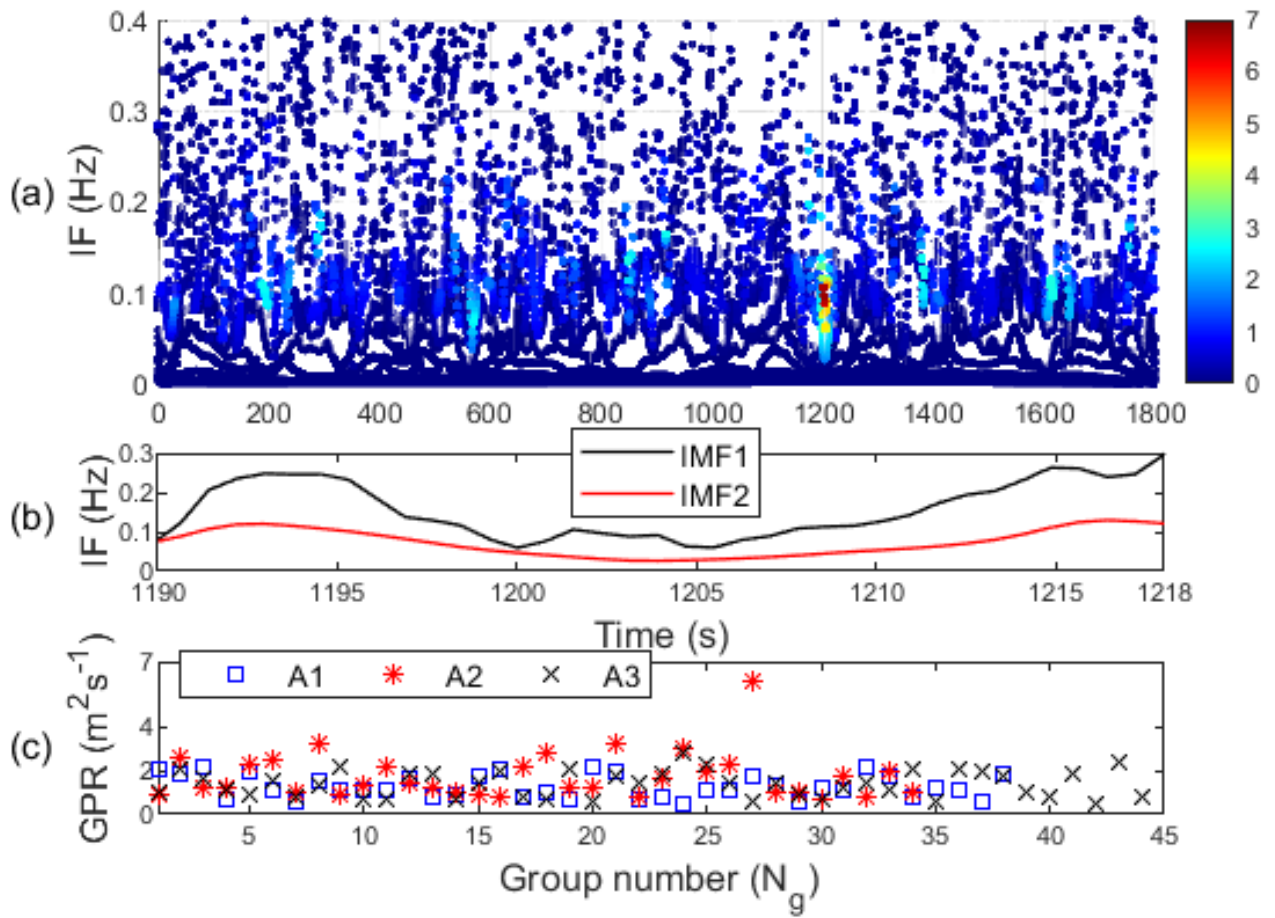 (a)
IF (Hz)
0.4
0.3
0.2
0.1
0
0 200 400 600 800 1000 1200 1400 1600 1800
7
6
5
4
3
2
1
0
(b)
IF (Hz)
0.3
0.2
0.1
0
IMF1
IMF2
1190 1195 1200 1205 1210 1215 1218
Time (s)
(c)
GPR (m²s⁻¹)
7
4
2
0
A1 A2 A3
5 10 15 20 25 30 35 40 45
Group number (N_g)